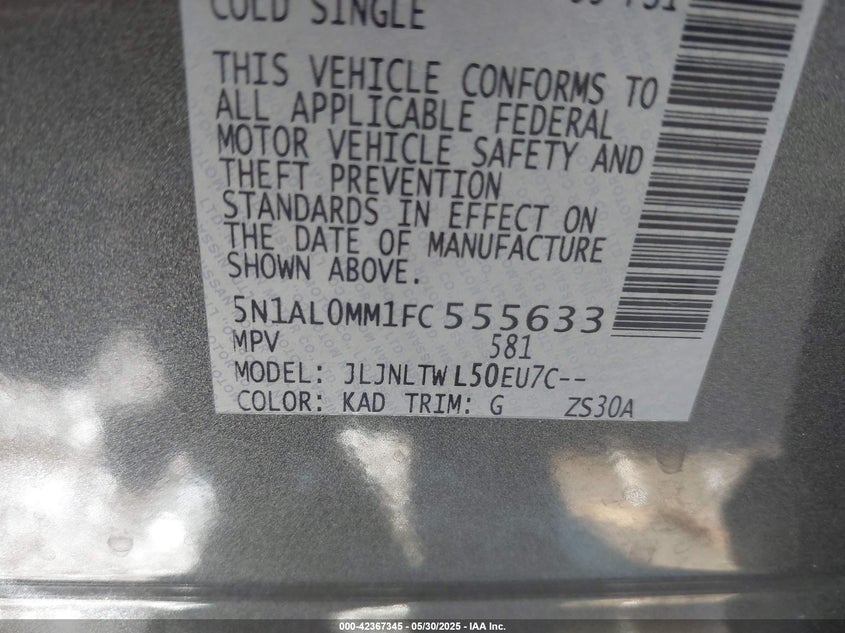 COLD SINGLE
THIS VEHICLE CONFORMS TO
ALL APPLICABLE FEDERAL
MOTOR VEHICLE SAFETY AND
THEFT PREVENTION
STANDARDS IN EFFECT ON
THE DATE OF MANUFACTURE
SHOWN ABOVE.
5N1AL0MM1FC555633
MPV 581
MODEL: JLJNLTWL50EU7C--
COLOR: KAD TRIM: G ZS30A
000-42367345 - 05/30/2025 - IAA Inc.